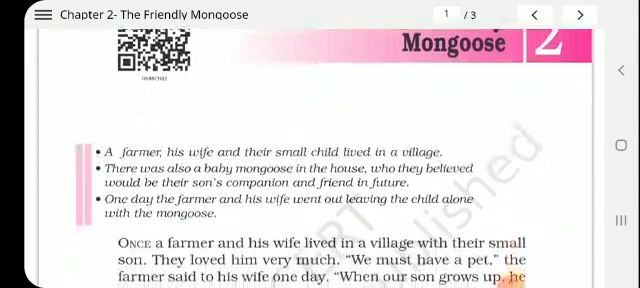 Chapter 2- The Friendly Mongoose
1 / 3
Mongoose 2
0648CH02
• A farmer, his wife and their small child lived in a village.
• There was also a baby mongoose in the house, who they believed
would be their son's companion and friend in future.
• One day the farmer and his wife went out leaving the child alone
with the mongoose.
ONCE a farmer and his wife lived in a village with their small
son. They loved him very much. “We must have a pet,” the
farmer said to his wife one day. “When our son grows up, he